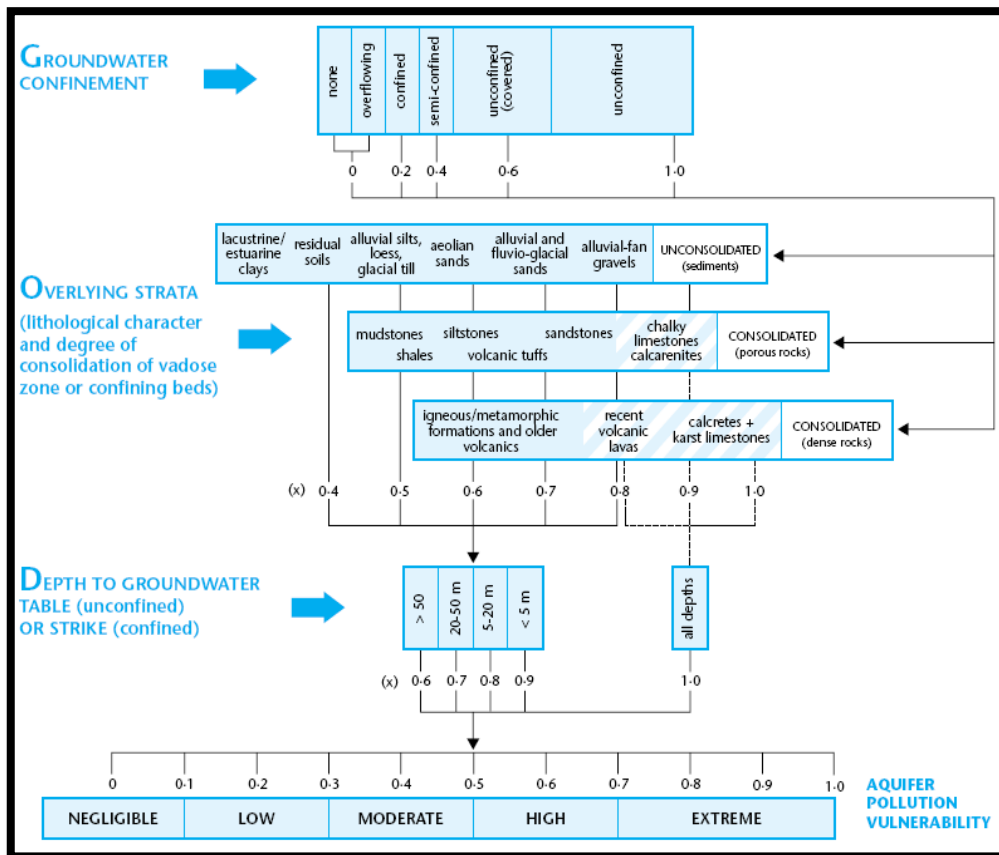 GROUNDWATER
CONFINEMENT
none
overflowing
confined
semi-confined
unconfined
(covered)
unconfined
0
0·2
0·4
0·6
1·0
OVERLYING STRATA
(lithological character
and degree of
consolidation of vadose
zone or confining beds)
lacustrine/
estuarine
clays
residual
soils
alluvial silts,
loess,
glacial till
aeolian
sands
alluvial and
fluvio-glacial
sands
alluvial-fan
gravels
UNCONSOLIDATED
(sediments)
mudstones
shales
siltstones
volcanic tuffs
sandstones
chalky
limestones
calcarenites
CONSOLIDATED
(porous rocks)
igneous/metamorphic
formations and older
volcanics
recent
volcanic
lavas
calcretes +
karst limestones
CONSOLIDATED
(dense rocks)
(x) 0·4 0·5 0·6 0·7 0·8 0·9 1·0
DEPTH TO GROUNDWATER
TABLE (unconfined)
OR STRIKE (confined)
> 50
20-50 m
5-20 m
< 5 m
all depths
(x) 0·6 0·7 0·8 0·9 1·0
0 0·1 0·2 0·3 0·4 0·5 0·6 0·7 0·8 0·9 1·0
NEGLIGIBLE LOW MODERATE HIGH EXTREME
AQUIFER
POLLUTION
VULNERABILITY